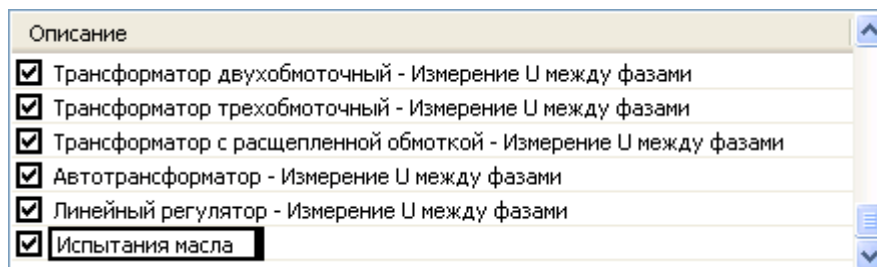 Описание
Трансформатор двухобмоточный - Измерение U между фазами
Трансформатор трехобмоточный - Измерение U между фазами
Трансформатор с расщепленной обмоткой - Измерение U между фазами
Автотрансформатор - Измерение U между фазами
Линейный регулятор - Измерение U между фазами
Испытания масла